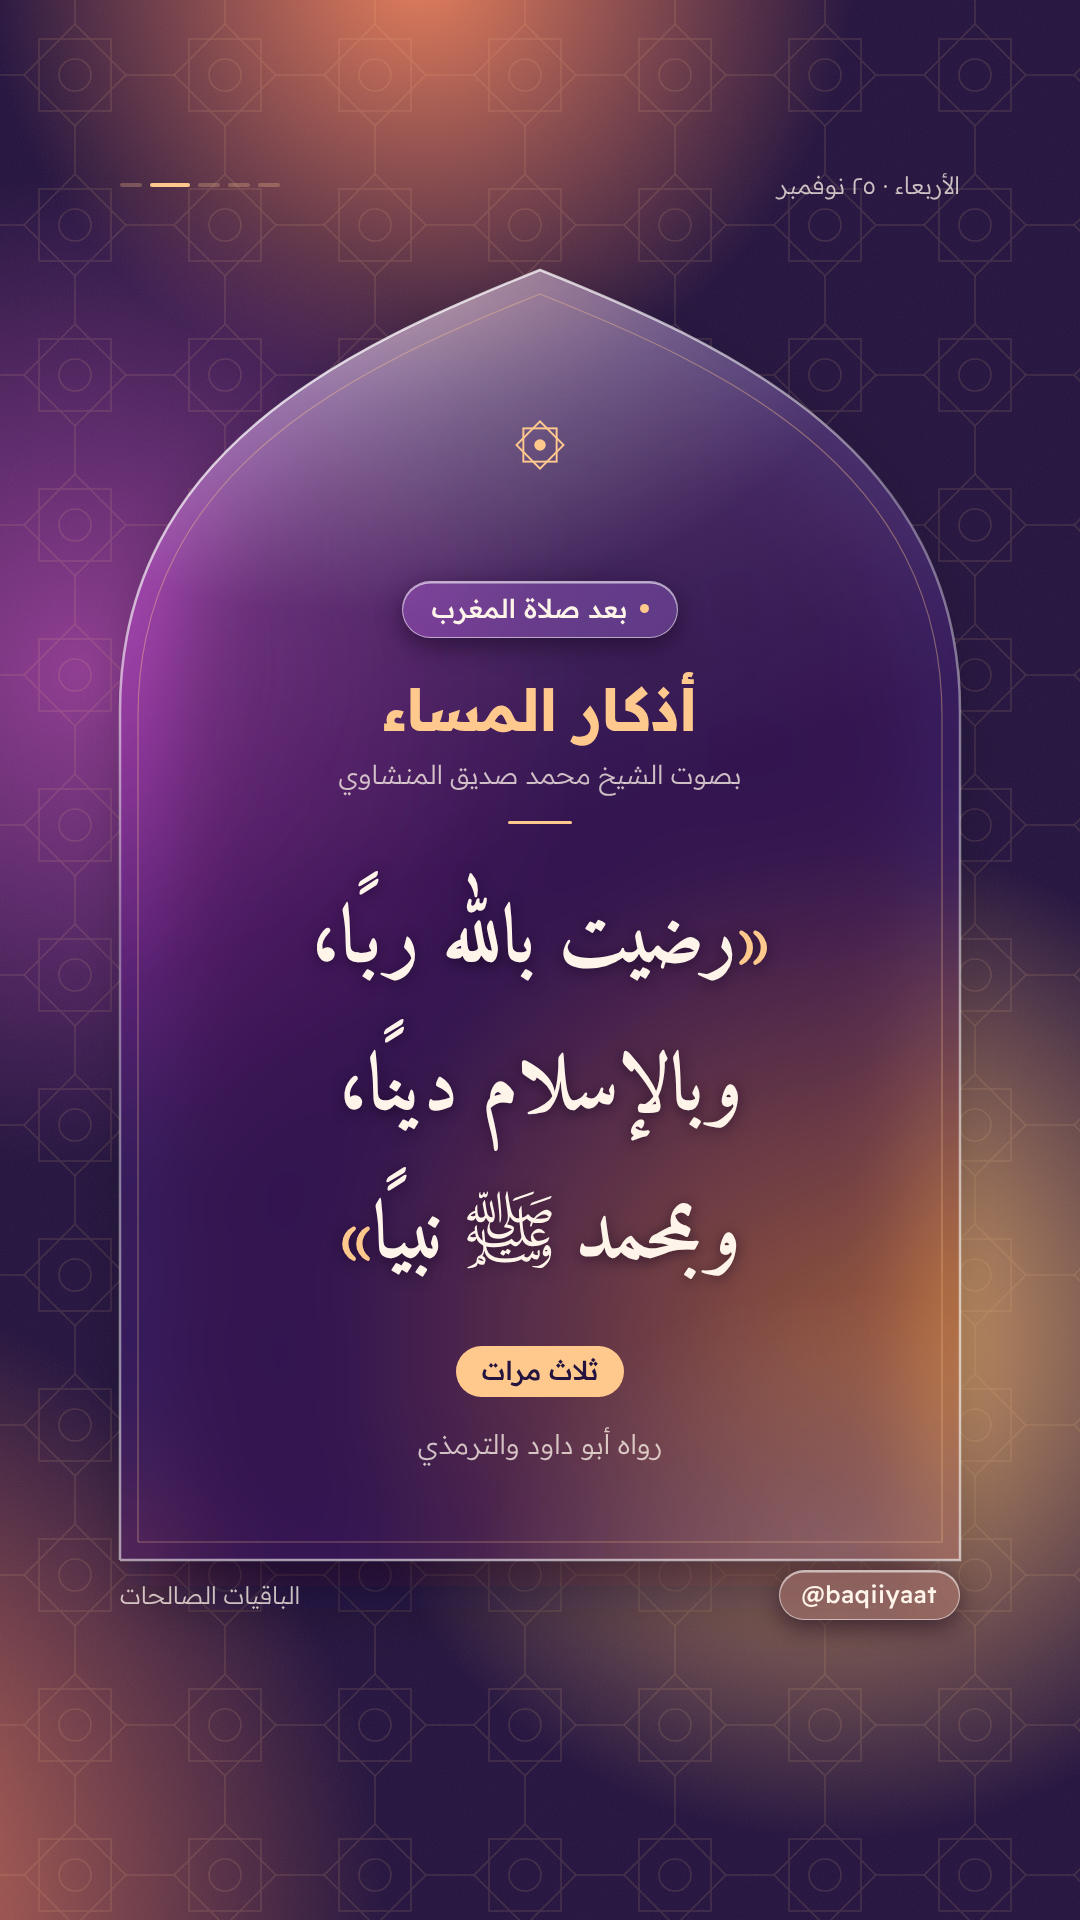 الأربعاء · ٢٥ نوفمبر
بعد صلاة المغرب
أذكار المساء
بصوت الشيخ محمد صديق المنشاوي
«رضيت بالله ربًا،
وبالإسلام دينًا،
وبمحمد ﷺ نبيًا»
ثلاث مرات
رواه أبو داود والترمذي
@baqiiyaat
الباقيات الصالحات